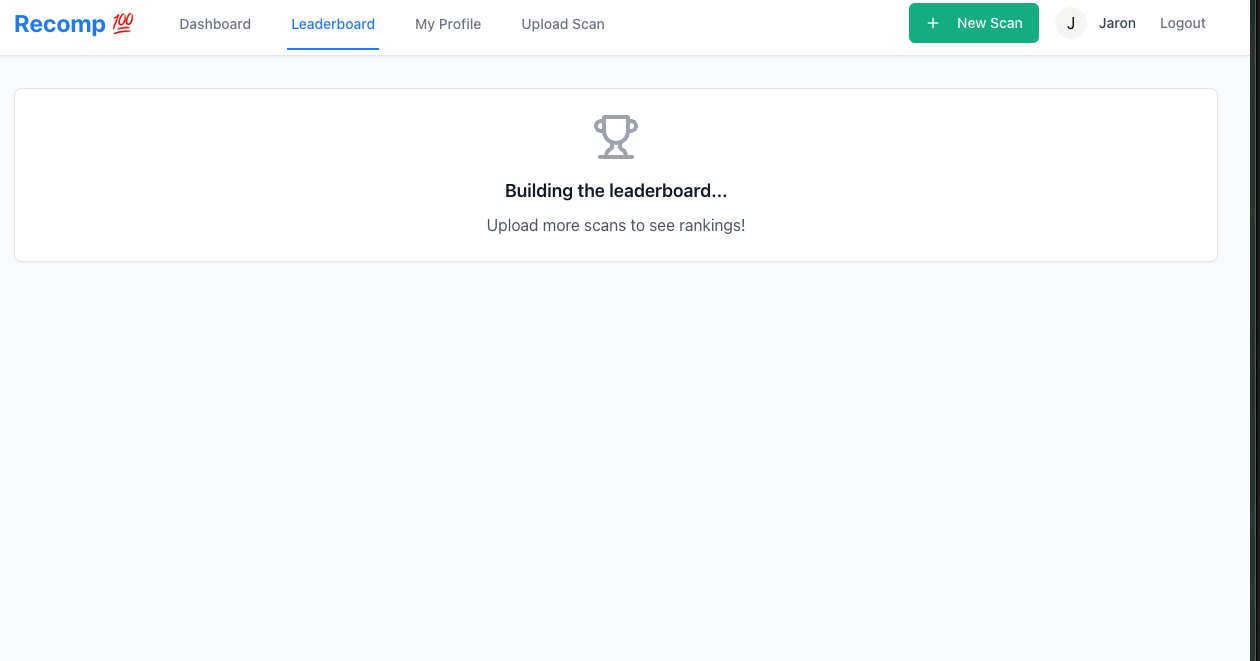 Recomp 💯 Dashboard Leaderboard My Profile Upload Scan + New Scan J Jaron Logout
Building the leaderboard...
Upload more scans to see rankings!